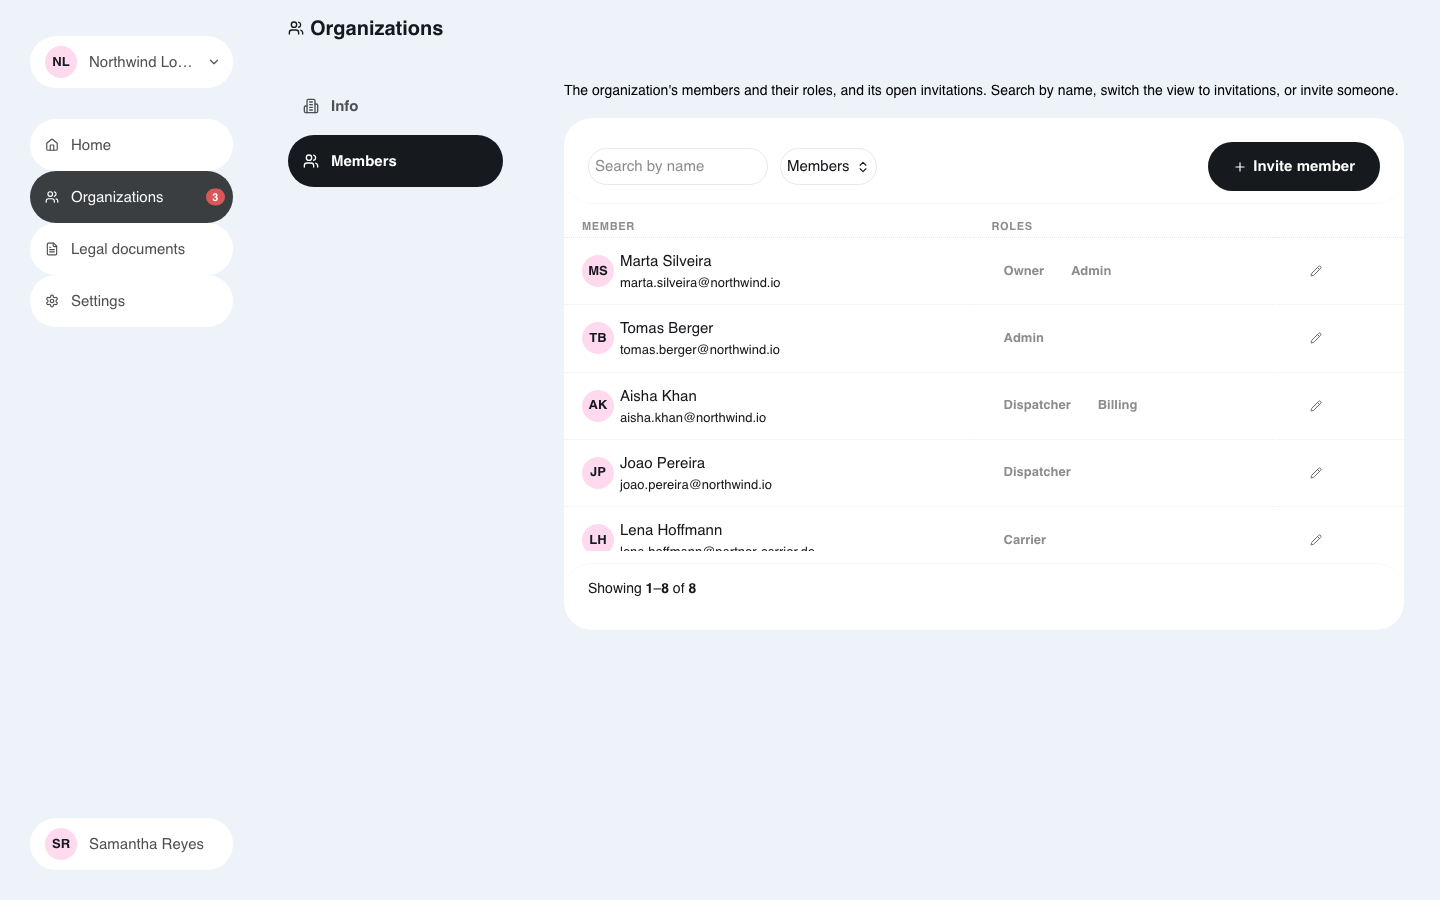 Organizations
NL Northwind Lo...
Home
Organizations 3
Legal documents
Settings
SR Samantha Reyes
Info
Members
The organization's members and their roles, and its open invitations. Search by name, switch the view to invitations, or invite someone.
Search by name Members + Invite member
MEMBER ROLES
MS Marta Silveira Owner Admin
marta.silveira@northwind.io
TB Tomas Berger Admin
tomas.berger@northwind.io
AK Aisha Khan Dispatcher Billing
aisha.khan@northwind.io
JP Joao Pereira Dispatcher
joao.pereira@northwind.io
LH Lena Hoffmann Carrier
Showing 1–8 of 8